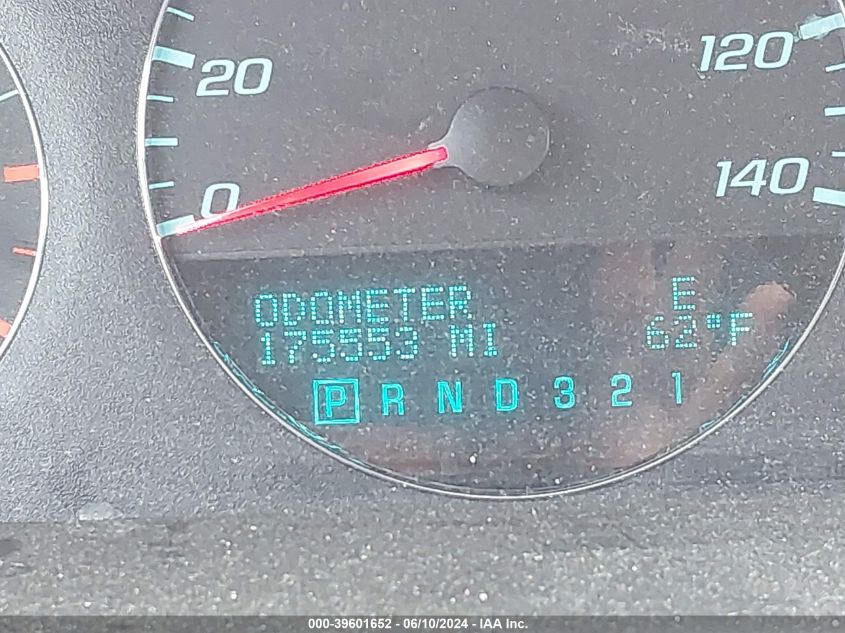 20
120
0
140
ODOMETER E
175553 MI 62°F
P R N D 3 2 1
000-39601652 - 06/10/2024 - IAA Inc.